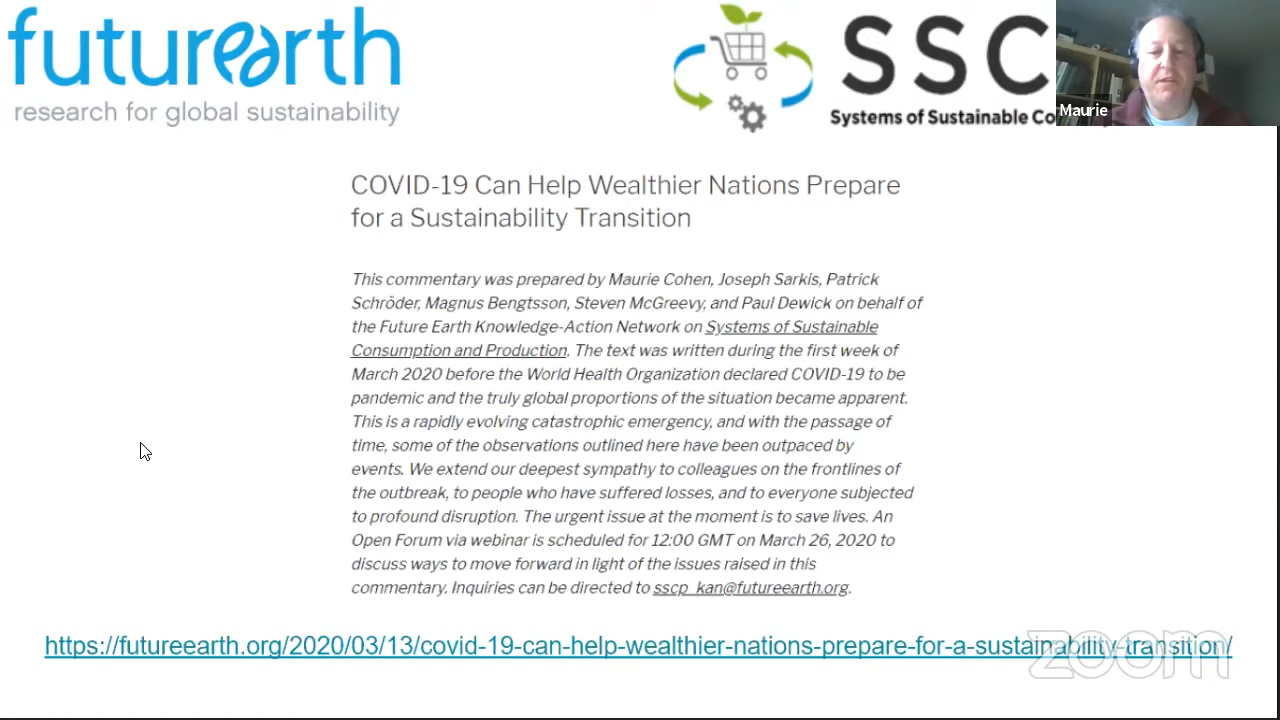 futurearth
research for global sustainability
SSC
Systems of Sustainable Co
Maurie
COVID-19 Can Help Wealthier Nations Prepare
for a Sustainability Transition
This commentary was prepared by Maurie Cohen, Joseph Sarkis, Patrick
Schröder, Magnus Bengtsson, Steven McGreevy, and Paul Dewick on behalf of
the Future Earth Knowledge-Action Network on Systems of Sustainable
Consumption and Production. The text was written during the first week of
March 2020 before the World Health Organization declared COVID-19 to be
pandemic and the truly global proportions of the situation became apparent.
This is a rapidly evolving catastrophic emergency, and with the passage of
time, some of the observations outlined here have been outpaced by
events. We extend our deepest sympathy to colleagues on the frontlines of
the outbreak, to people who have suffered losses, and to everyone subjected
to profound disruption. The urgent issue at the moment is to save lives. An
Open Forum via webinar is scheduled for 12:00 GMT on March 26, 2020 to
discuss ways to move forward in light of the issues raised in this
commentary. Inquiries can be directed to sscp_kan@futureearth.org.
https://futureearth.org/2020/03/13/covid-19-can-help-wealthier-nations-prepare-for-a-sustainability-transition/
zoom